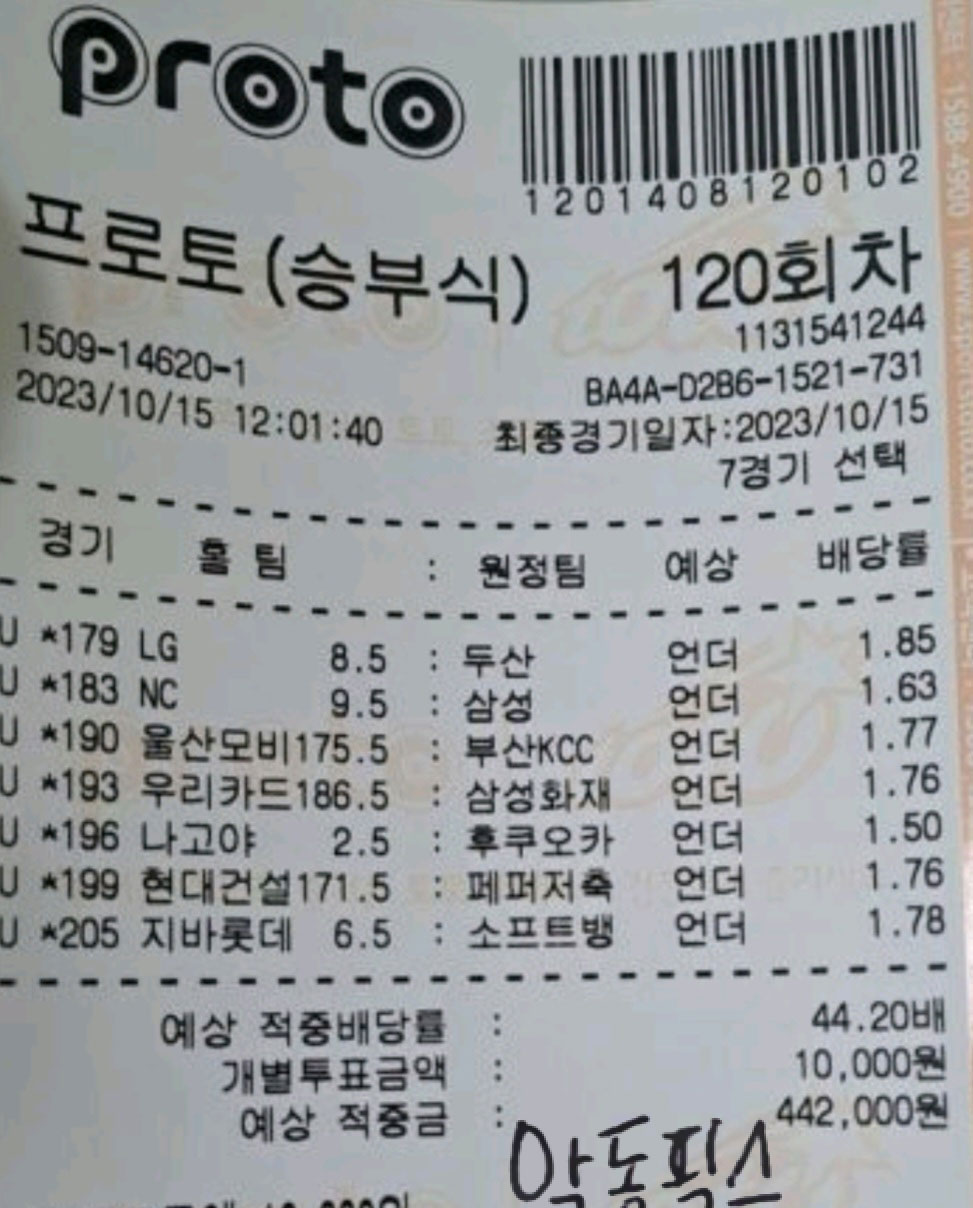 proto
120140812010 2
프로토(승부식) 120회차
1131541244
1509-14620-1
BA4A-D2B6-1521-731
2023/10/15 12:01:40
최종경기일자:2023/10/15
7경기 선택
경기 홈 팀 : 원정팀 예상 배당률
U *179 LG 8.5 : 두산 언더 1.85
U *183 NC 9.5 : 삼성 언더 1.63
U *190 울산모비175.5 : 부산KCC 언더 1.77
U *193 우리카드186.5 : 삼성화재 언더 1.76
U *196 나고야 2.5 : 후쿠오카 언더 1.50
U *199 현대건설171.5 : 페퍼저축 언더 1.76
U *205 지바롯데 6.5 : 소프트뱅 언더 1.78
예상 적중배당률 : 44.20배
개별투표금액 : 10,000원
예상 적중금 : 442,000원
악동픽스
1588-4900